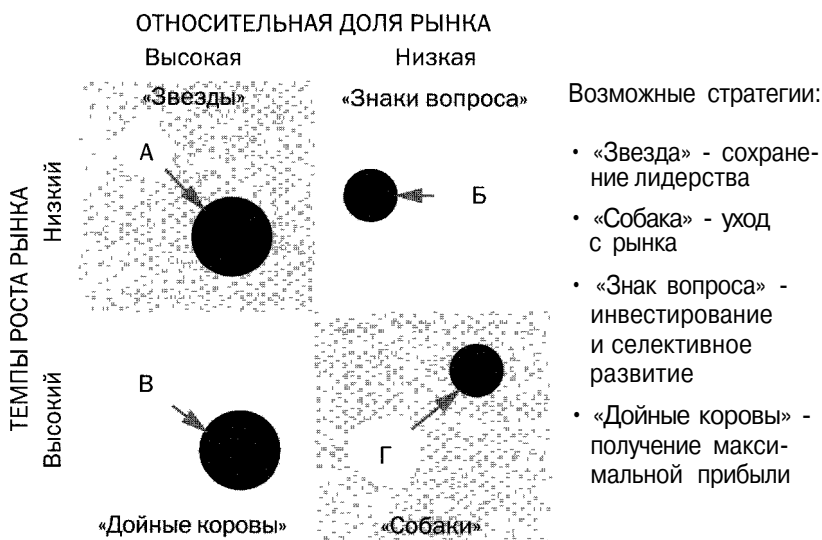 ОТНОСИТЕЛЬНАЯ ДОЛЯ РЫНКА
Высокая
Низкая
«Звезды»
«Знаки вопроса»
А
Б
ТЕМПЫ РОСТА РЫНКА
Низкий
Высокий
В
Г
«Дойные коровы»
«Собаки»
Возможные стратегии:
• «Звезда» - сохране-
ние лидерства
• «Собака» - уход
с рынка
• «Знак вопроса» -
инвестирование
и селективное
развитие
• «Дойные коровы» -
получение макси-
мальной прибыли